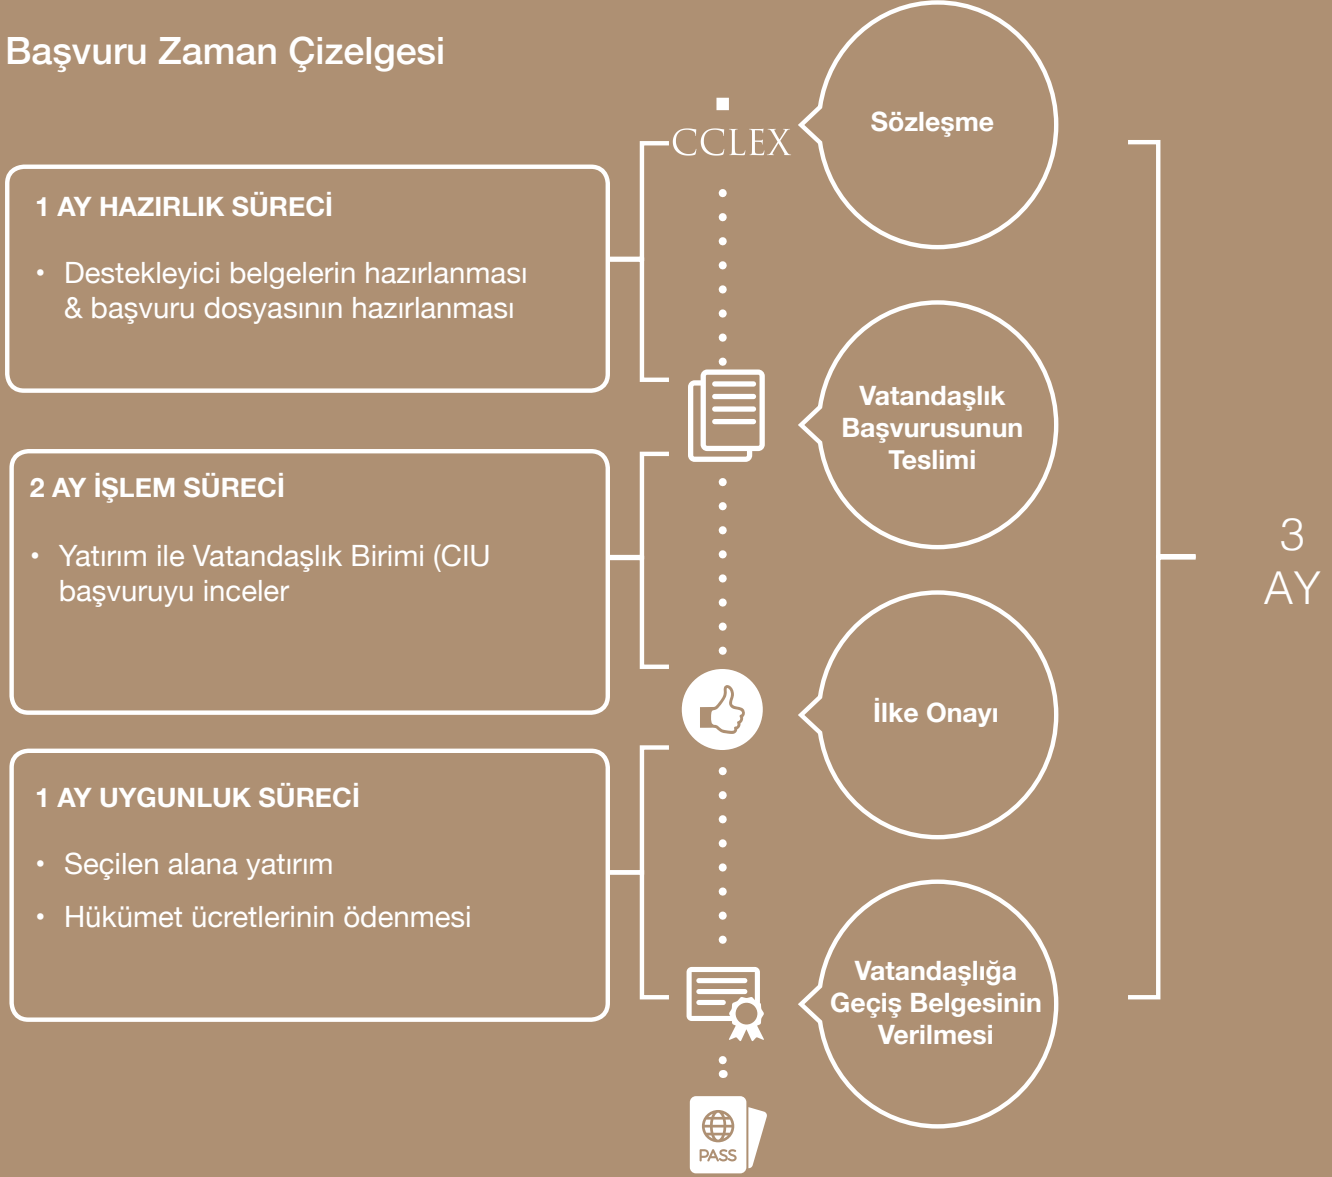 Başvuru Zaman Çizelgesi
CCLEX
Sözleşme
1 AY HAZIRLIK SÜRECİ
• Destekleyici belgelerin hazırlanması
& başvuru dosyasının hazırlanması
Vatandaşlık
Başvurusunun
Teslimi
2 AY İŞLEM SÜRECİ
• Yatırım ile Vatandaşlık Birimi (CIU
başvuruyu inceler
3
AY
İlke Onayı
1 AY UYGUNLUK SÜRECİ
• Seçilen alana yatırım
• Hükümet ücretlerinin ödenmesi
Vatandaşlığa
Geçiş Belgesinin
Verilmesi
PASS